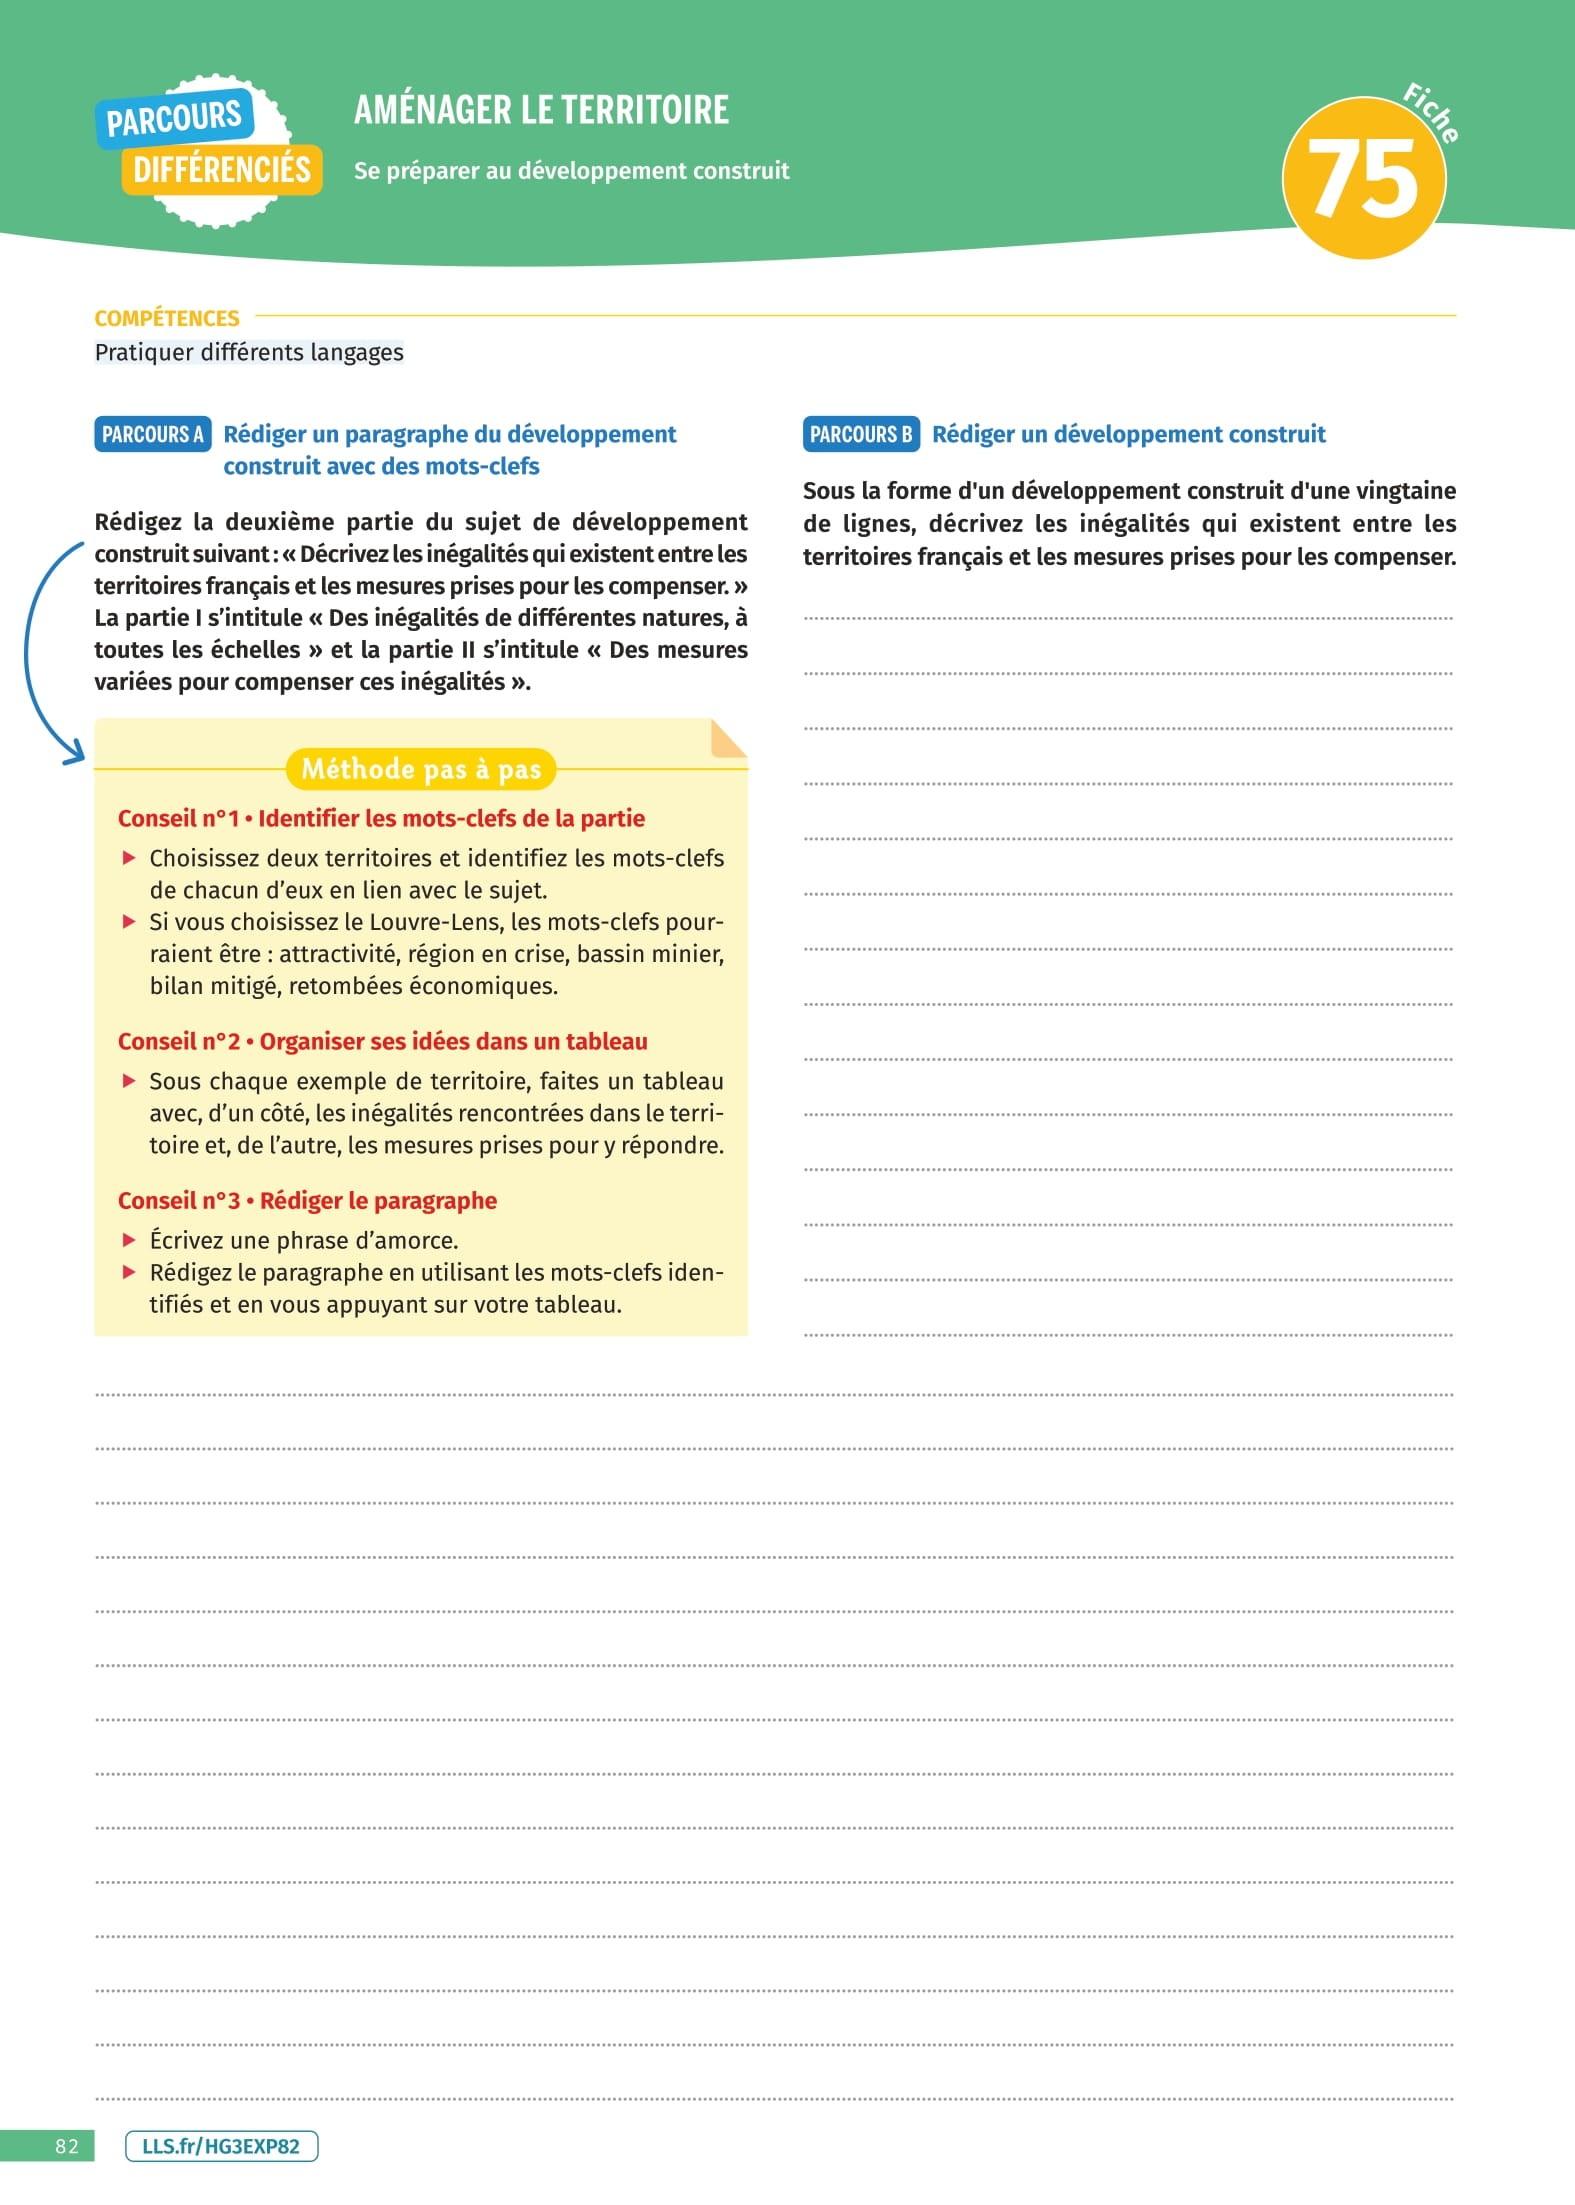 PARCOURS
DIFFÉRENCIÉS
AMÉNAGER LE TERRITOIRE
Se préparer au développement construit
Fiche
75
COMPÉTENCES
Pratiquer différents langages
PARCOURS A Rédiger un paragraphe du développement
construit avec des mots-clefs
Rédigez la deuxième partie du sujet de développement
construit suivant : « Décrivez les inégalités qui existent entre les
territoires français et les mesures prises pour les compenser. »
La partie I s’intitule « Des inégalités de différentes natures, à
toutes les échelles » et la partie II s’intitule « Des mesures
variées pour compenser ces inégalités ».
Méthode pas à pas
Conseil n°1 • Identifier les mots-clefs de la partie
▶ Choisissez deux territoires et identifiez les mots-clefs
de chacun d’eux en lien avec le sujet.
▶ Si vous choisissez le Louvre-Lens, les mots-clefs pour-
raient être : attractivité, région en crise, bassin minier,
bilan mitigé, retombées économiques.
Conseil n°2 • Organiser ses idées dans un tableau
▶ Sous chaque exemple de territoire, faites un tableau
avec, d’un côté, les inégalités rencontrées dans le terri-
toire et, de l’autre, les mesures prises pour y répondre.
Conseil n°3 • Rédiger le paragraphe
▶ Écrivez une phrase d’amorce.
▶ Rédigez le paragraphe en utilisant les mots-clefs iden-
tifiés et en vous appuyant sur votre tableau.
PARCOURS B Rédiger un développement construit
Sous la forme d'un développement construit d'une vingtaine
de lignes, décrivez les inégalités qui existent entre les
territoires français et les mesures prises pour les compenser.
82
LLS.fr/HG3EXP82